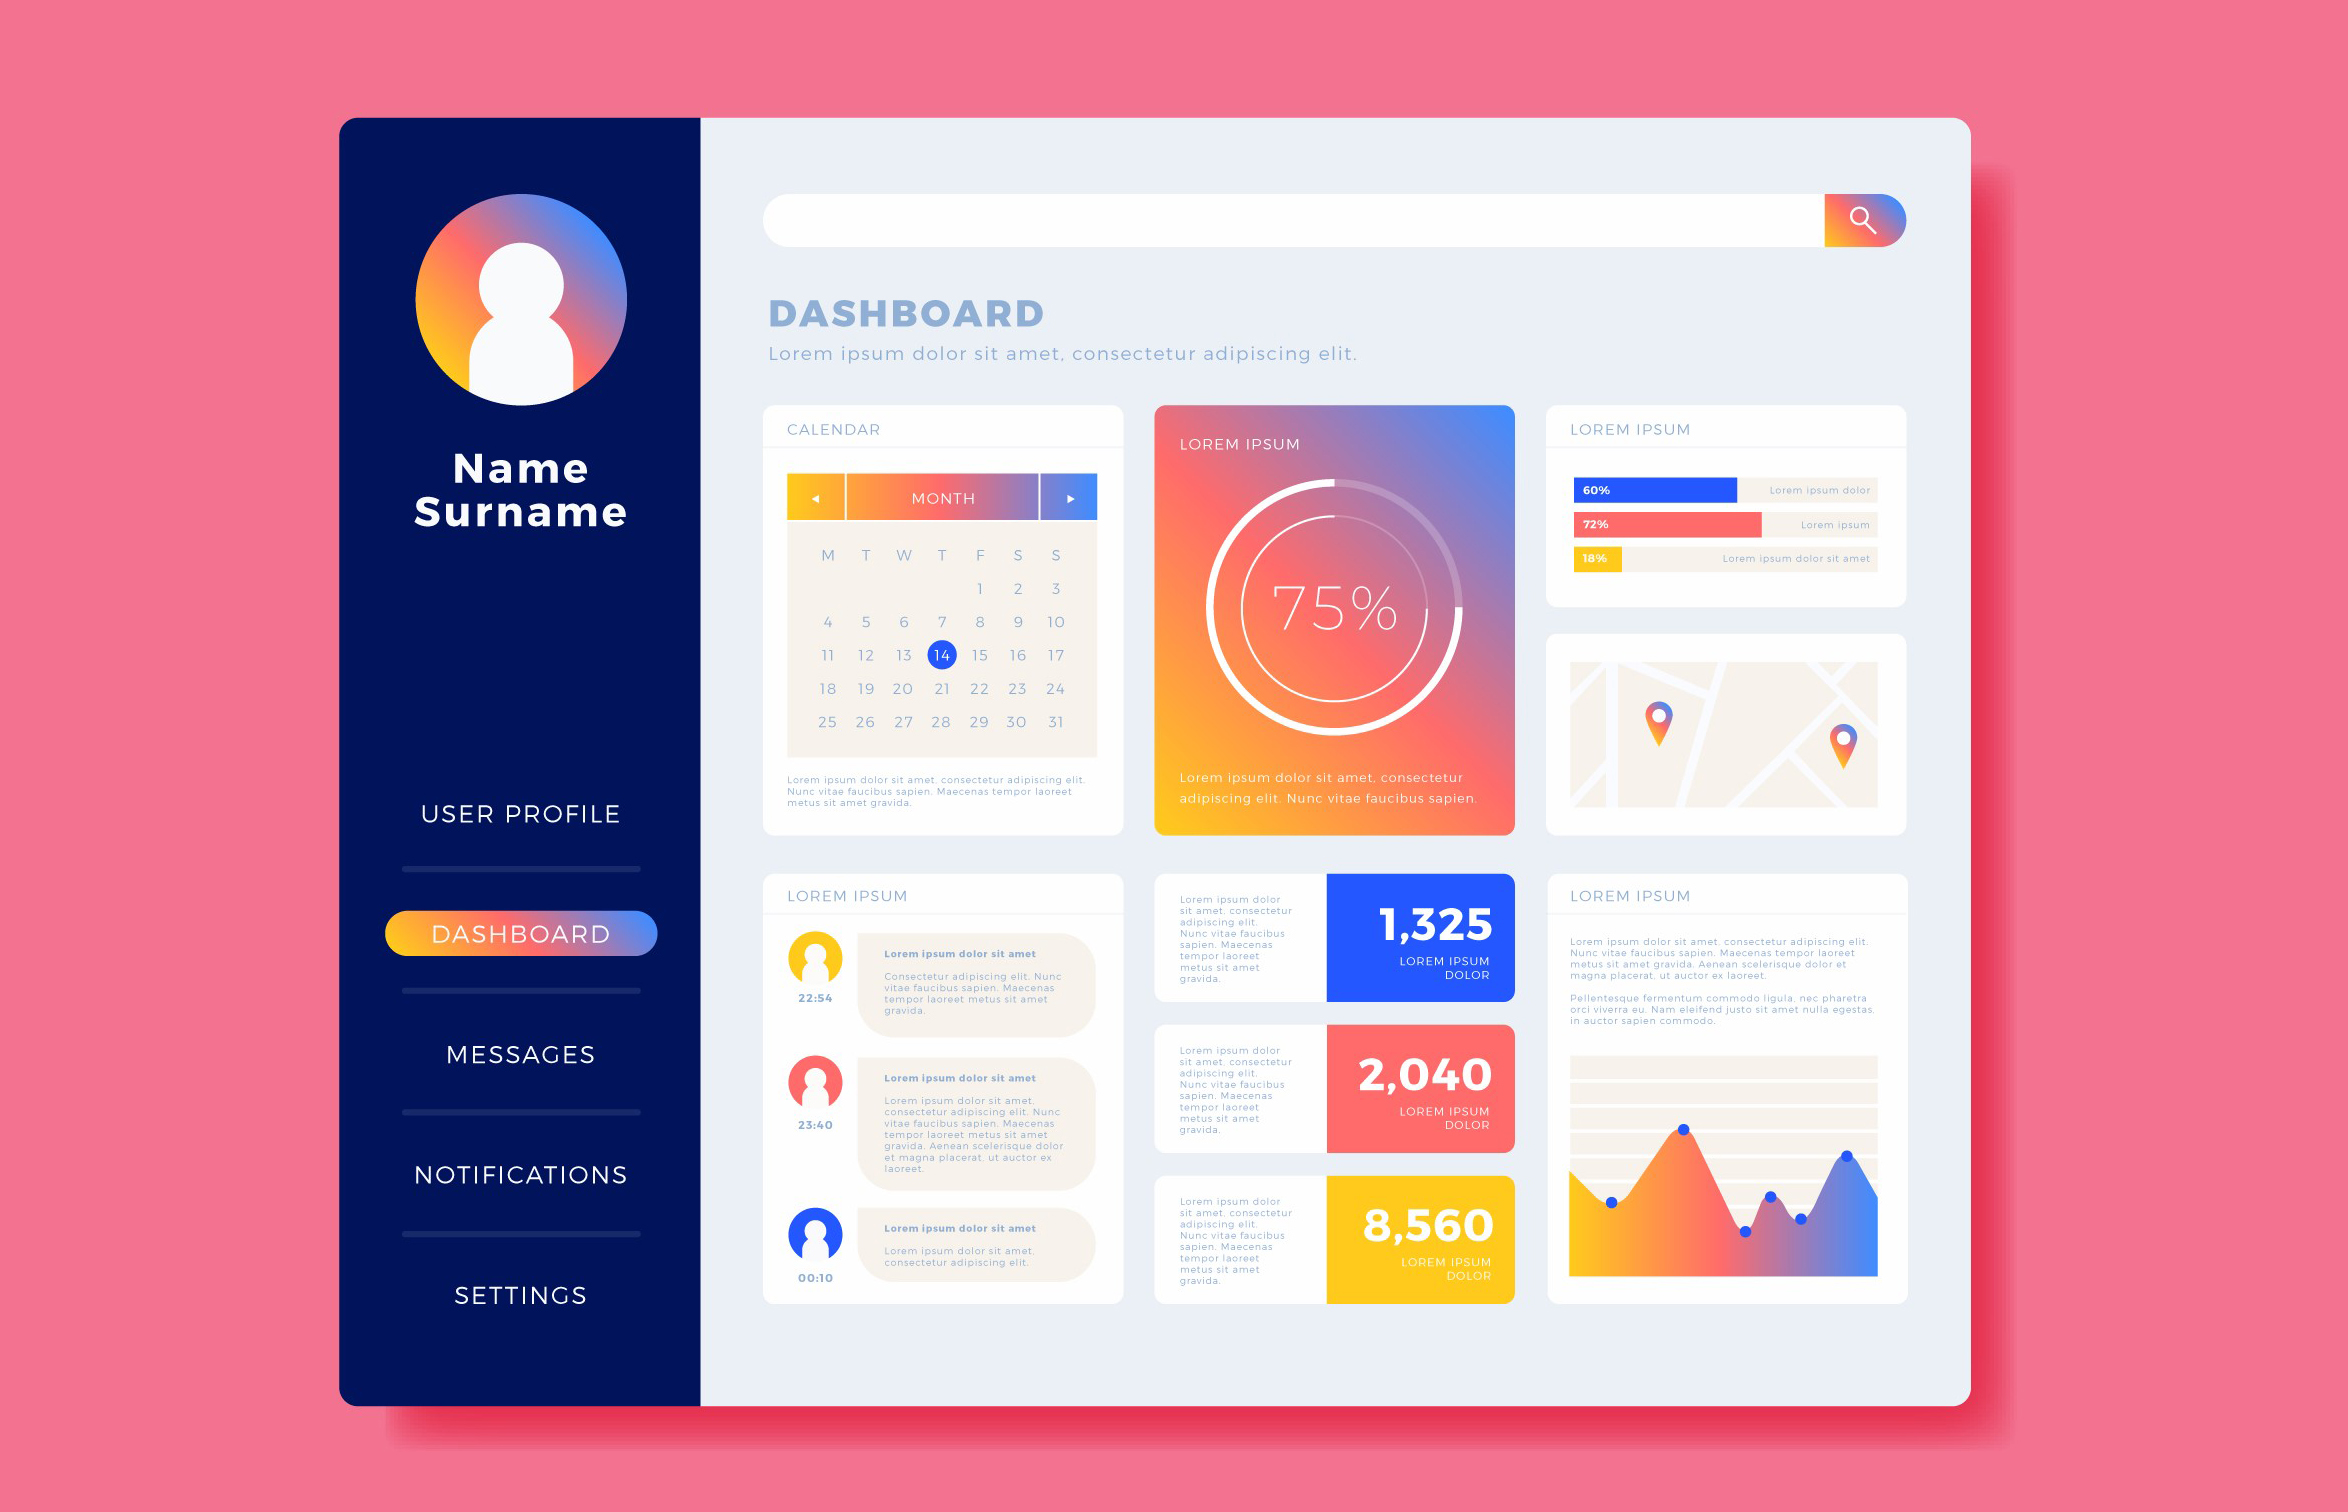 Name
Surname
USER PROFILE
DASHBOARD
MESSAGES
NOTIFICATIONS
SETTINGS
DASHBOARD
Lorem ipsum dolor sit amet, consectetur adipiscing elit.
CALENDAR
MONTH
M T W T F S S
1 2 3
4 5 6 7 8 9 10
11 12 13 14 15 16 17
18 19 20 21 22 23 24
25 26 27 28 29 30 31
Lorem ipsum dolor sit amet, consectetur adipiscing elit.
Nunc vitae faucibus sapien. Maecenas tempor laoreet
metus sit amet gravida.
LOREM IPSUM
75%
Lorem ipsum dolor sit amet, consectetur
adipiscing elit. Nunc vitae faucibus sapien.
LOREM IPSUM
60% Lorem ipsum dolor
72% Lorem ipsum
18% Lorem ipsum dolor sit amet
LOREM IPSUM
22:54
Lorem ipsum dolor sit amet
Consectetur adipiscing elit. Nunc
vitae faucibus sapien. Maecenas
tempor laoreet metus sit amet
gravida.
23:40
Lorem ipsum dolor sit amet
Lorem ipsum dolor sit amet,
consectetur adipiscing elit. Nunc
vitae faucibus sapien. Maecenas
tempor laoreet metus sit amet
gravida. Aenean scelerisque dolor
et magna placerat, ut auctor ex
laoreet.
00:10
Lorem ipsum dolor sit amet
Lorem ipsum dolor sit amet,
consectetur adipiscing elit.
Lorem ipsum dolor
sit amet, consectetur
adipiscing elit.
Nunc vitae faucibus
sapien. Maecenas
tempor laoreet
metus sit amet
gravida.
1,325
LOREM IPSUM
DOLOR
Lorem ipsum dolor
sit amet, consectetur
adipiscing elit.
Nunc vitae faucibus
sapien. Maecenas
tempor laoreet
metus sit amet
gravida.
2,040
LOREM IPSUM
DOLOR
Lorem ipsum dolor
sit amet, consectetur
adipiscing elit.
Nunc vitae faucibus
sapien. Maecenas
tempor laoreet
metus sit amet
gravida.
8,560
LOREM IPSUM
DOLOR
LOREM IPSUM
Lorem ipsum dolor sit amet, consectetur adipiscing elit.
Nunc vitae faucibus sapien. Maecenas tempor laoreet
metus sit amet gravida. Aenean scelerisque dolor et
magna placerat, ut auctor ex laoreet.
Pellentesque fermentum commodo ligula, nec pharetra
orci viverra eu. Nam eleifend justo sit amet nulla egestas,
in auctor sapien commodo.